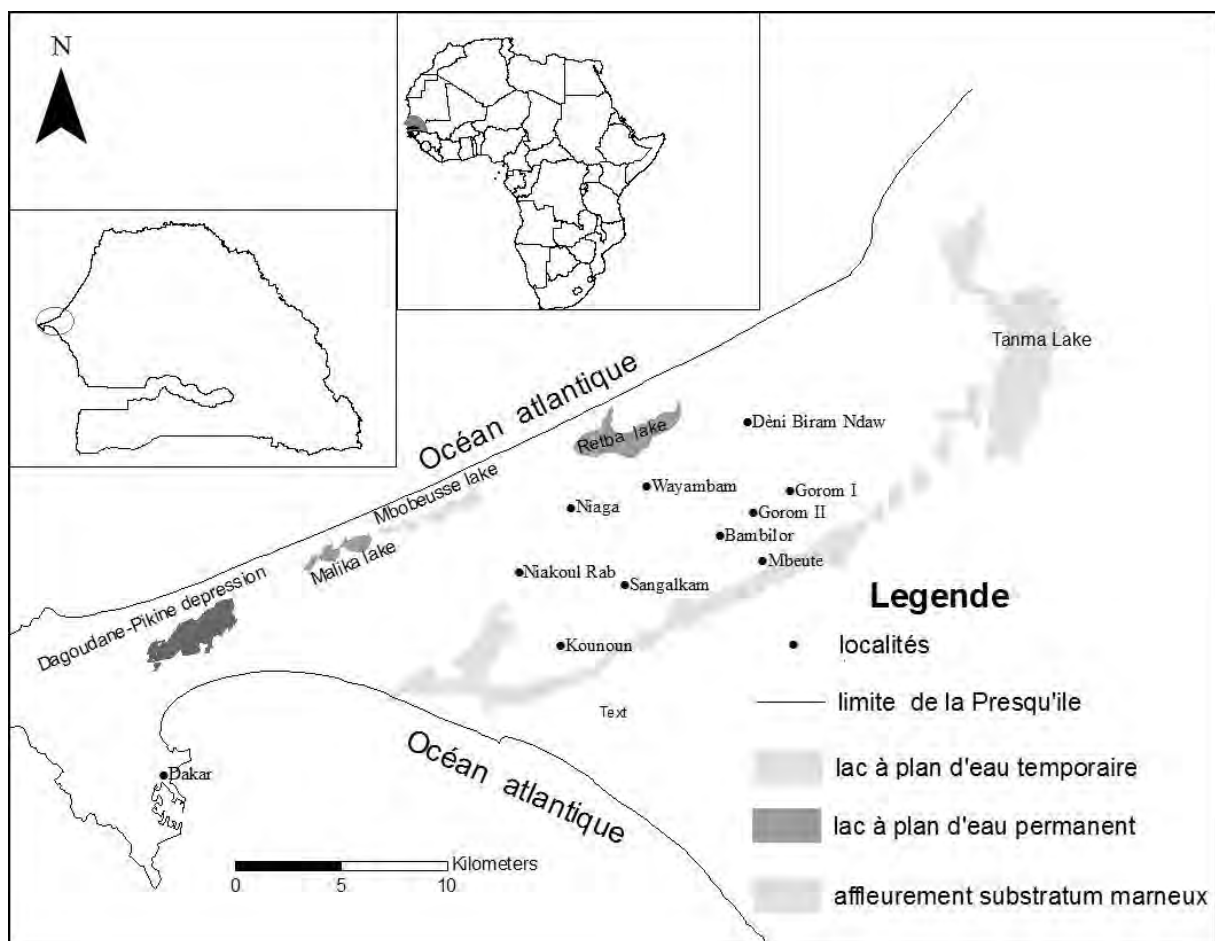 N
Océan atlantique
Tanma Lake
Retba lake
Dèni Biram Ndaw
Mbobeusse lake
Wayambam
Gorom I
Niaga
Gorom II
Bambilor
Malika lake
Mbeute
Niakoul Rab
Sangalkam
Dagoudane-Pikine depression
Kounoun
Text
Océan atlantique
Dakar
Kilometers
0 5 10
Legende
localités
limite de la Presqu'ile
lac à plan d'eau temporaire
lac à plan d'eau permanent
affleurement substratum marneux